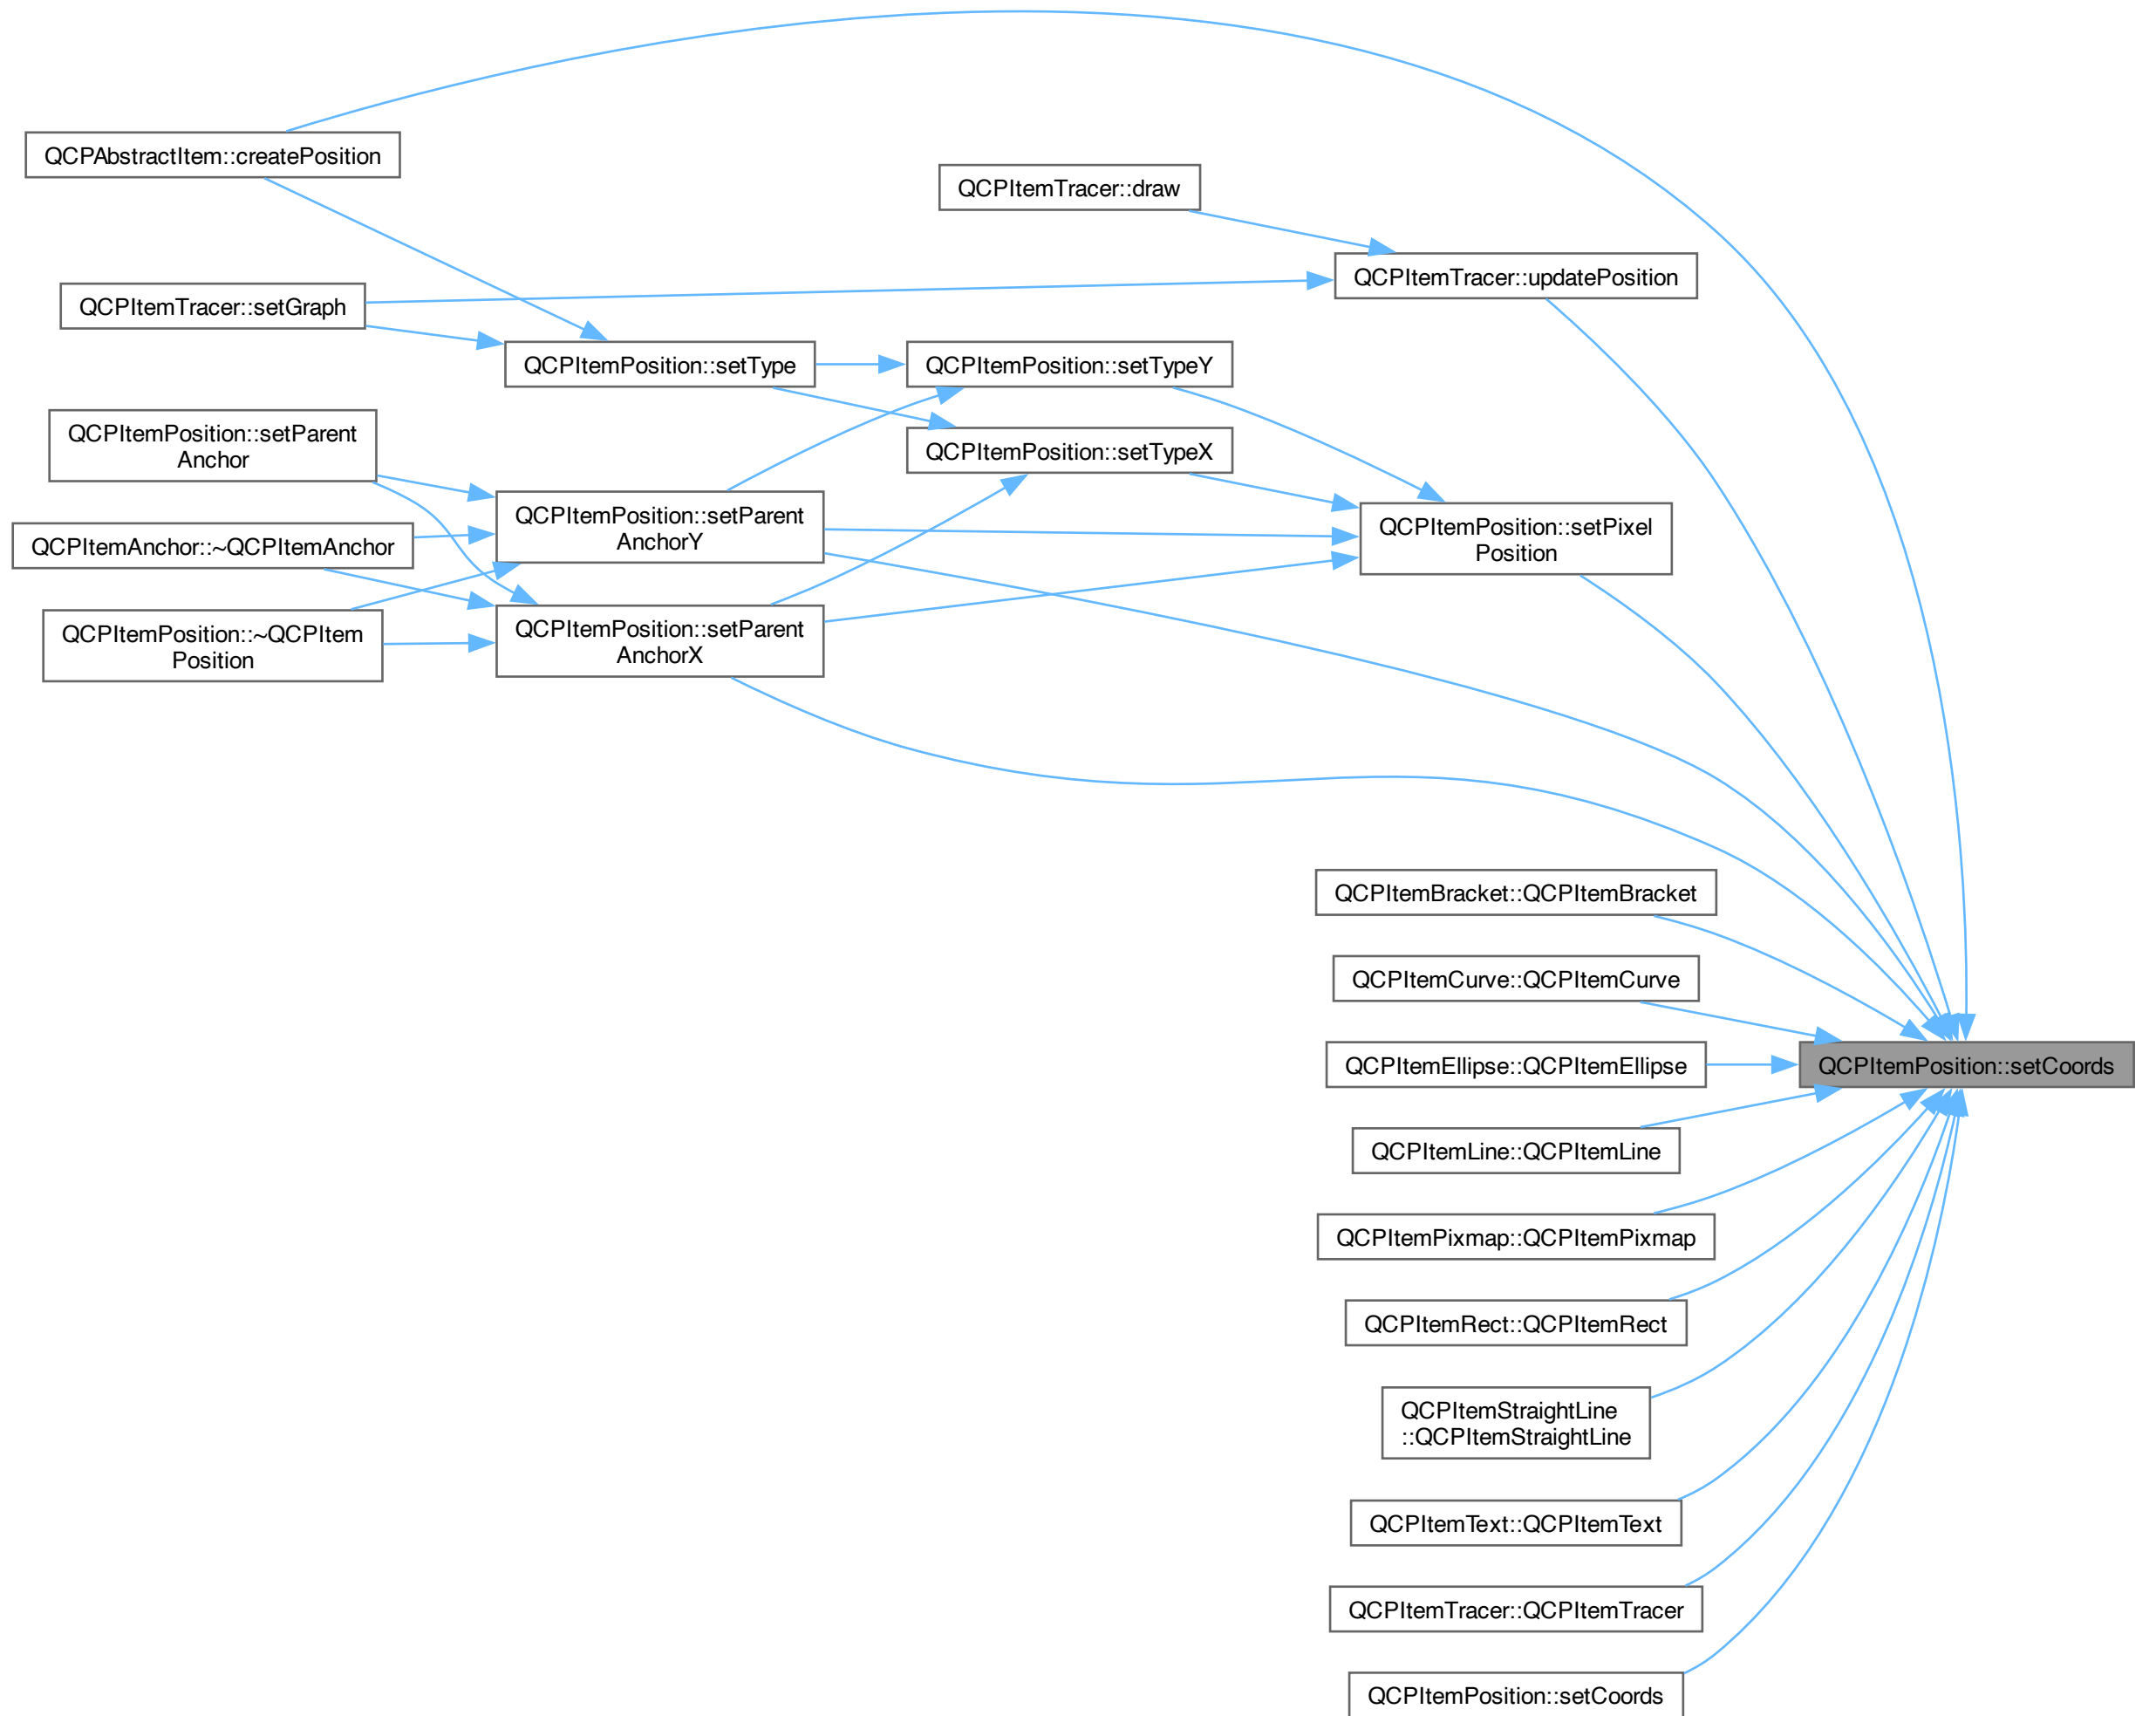 QCPAbstractItem::createPosition
QCPItemTracer::draw
QCPItemTracer::updatePosition
QCPItemTracer::setGraph
QCPItemPosition::setType
QCPItemPosition::setTypeY
QCPItemPosition::setParent
Anchor
QCPItemPosition::setTypeX
QCPItemPosition::setParent
AnchorY
QCPItemPosition::setPixel
Position
QCPItemAnchor::~QCPItemAnchor
QCPItemPosition::~QCPItem
Position
QCPItemPosition::setParent
AnchorX
QCPItemBracket::QCPItemBracket
QCPItemCurve::QCPItemCurve
QCPItemEllipse::QCPItemEllipse
QCPItemPosition::setCoords
QCPItemLine::QCPItemLine
QCPItemPixmap::QCPItemPixmap
QCPItemRect::QCPItemRect
QCPItemStraightLine
::QCPItemStraightLine
QCPItemText::QCPItemText
QCPItemTracer::QCPItemTracer
QCPItemPosition::setCoords